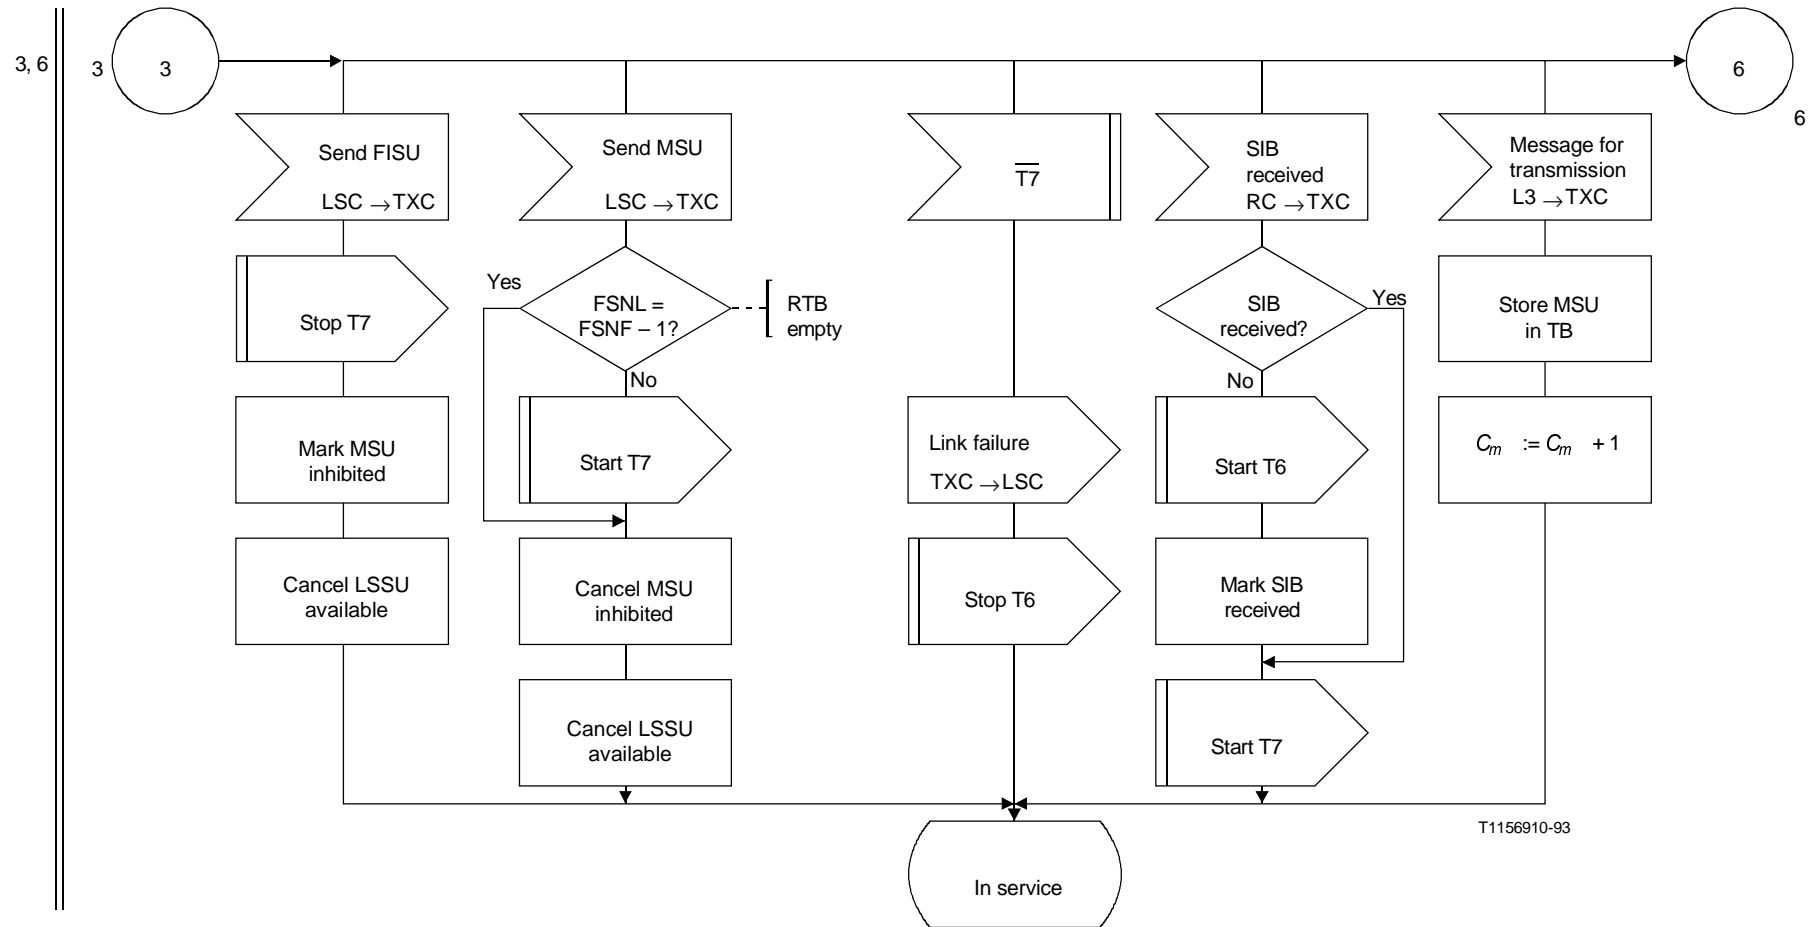 3, 6
3
3
6
6
Send FISU
LSC →TXC
Stop T7
Mark MSU
inhibited
Cancel LSSU
available
Send MSU
LSC →TXC
Yes
FSNL =
FSNF – 1?
RTB
empty
No
Start T7
Cancel MSU
inhibited
Cancel LSSU
available
T̅7̅
Link failure
TXC →LSC
Stop T6
SIB
received
RC →TXC
SIB
received?
Yes
No
Start T6
Mark SIB
received
Start T7
Message for
transmission
L3 →TXC
Store MSU
in TB
Cm := Cm + 1
T1156910-93
In service